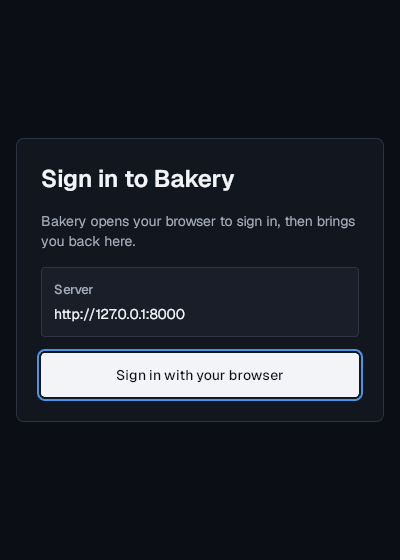 Sign in to Bakery
Bakery opens your browser to sign in, then brings
you back here.
Server
http://127.0.0.1:8000
Sign in with your browser